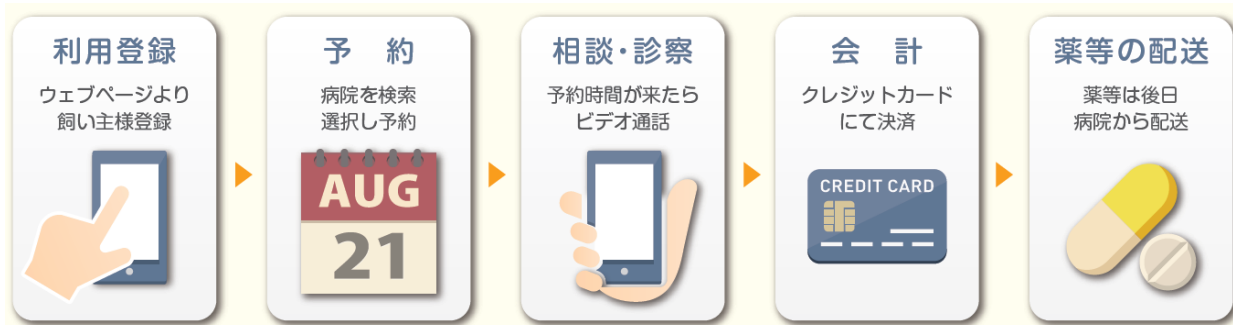 利用登録
ウェブページより
飼い主様登録
予　約
病院を検索
選択し予約
AUG
21
相談・診察
予約時間が来たら
ビデオ通話
会　計
クレジットカード
にて決済
CREDIT CARD
薬等の配送
薬等は後日
病院から配送